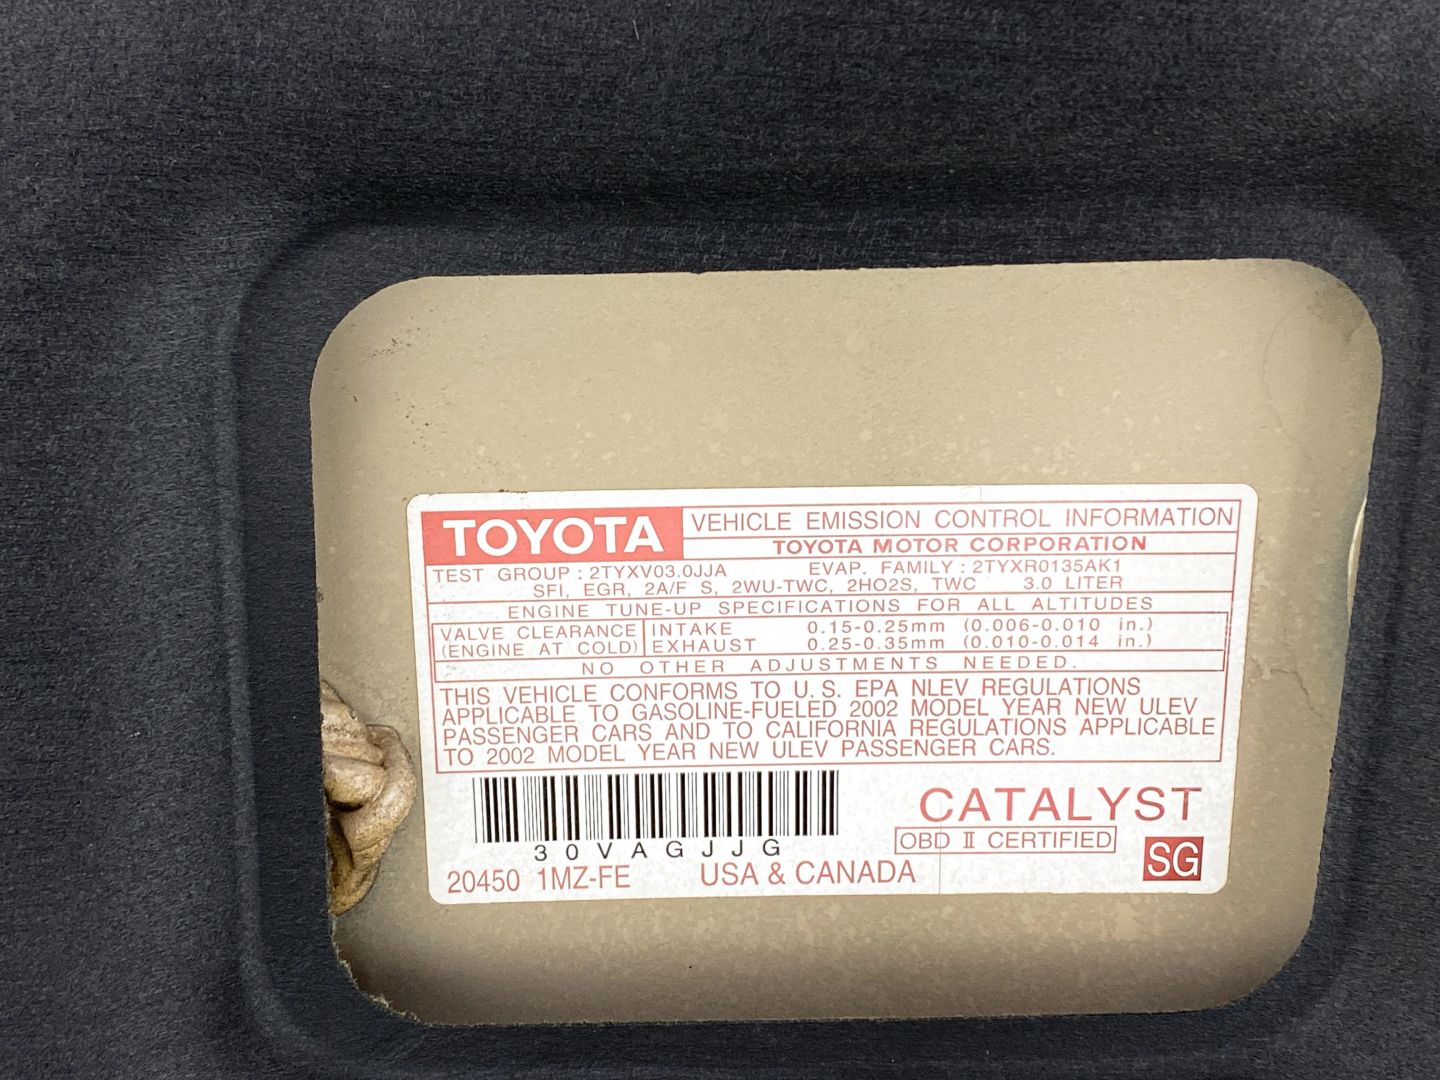 TOYOTA VEHICLE EMISSION CONTROL INFORMATION
TOYOTA MOTOR CORPORATION
TEST GROUP : 2TYXV03.0JJA EVAP. FAMILY : 2TYXR0135AK1
SFI, EGR, 2A/F S, 2WU-TWC, 2HO2S, TWC 3.0 LITER
ENGINE TUNE-UP SPECIFICATIONS FOR ALL ALTITUDES
VALVE CLEARANCE INTAKE 0.15-0.25mm (0.006-0.010 in.)
(ENGINE AT COLD) EXHAUST 0.25-0.35mm (0.010-0.014 in.)
NO OTHER ADJUSTMENTS NEEDED.
THIS VEHICLE CONFORMS TO U.S. EPA NLEV REGULATIONS
APPLICABLE TO GASOLINE-FUELED 2002 MODEL YEAR NEW ULEV
PASSENGER CARS AND TO CALIFORNIA REGULATIONS APPLICABLE
TO 2002 MODEL YEAR NEW ULEV PASSENGER CARS.
CATALYST
OBD II CERTIFIED
30VAGJJG
SG
20450 1MZ-FE USA & CANADA